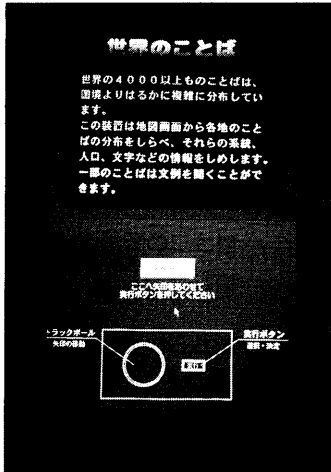 世界のことば
世界の4000以上ものことばは、
国境よりはるかに複雑に分布してい
ます。
この装置は地図画面から各地のこと
ばの分布をしらべ、それらの系統、
人口、文字などの情報をしめします。
一部のことばは文例を聞くことがで
きます。
ここへ矢印をあわせて
実行ボタンを押してください
トラックボール
矢印の移動
実行ボタン
選択・決定
実行